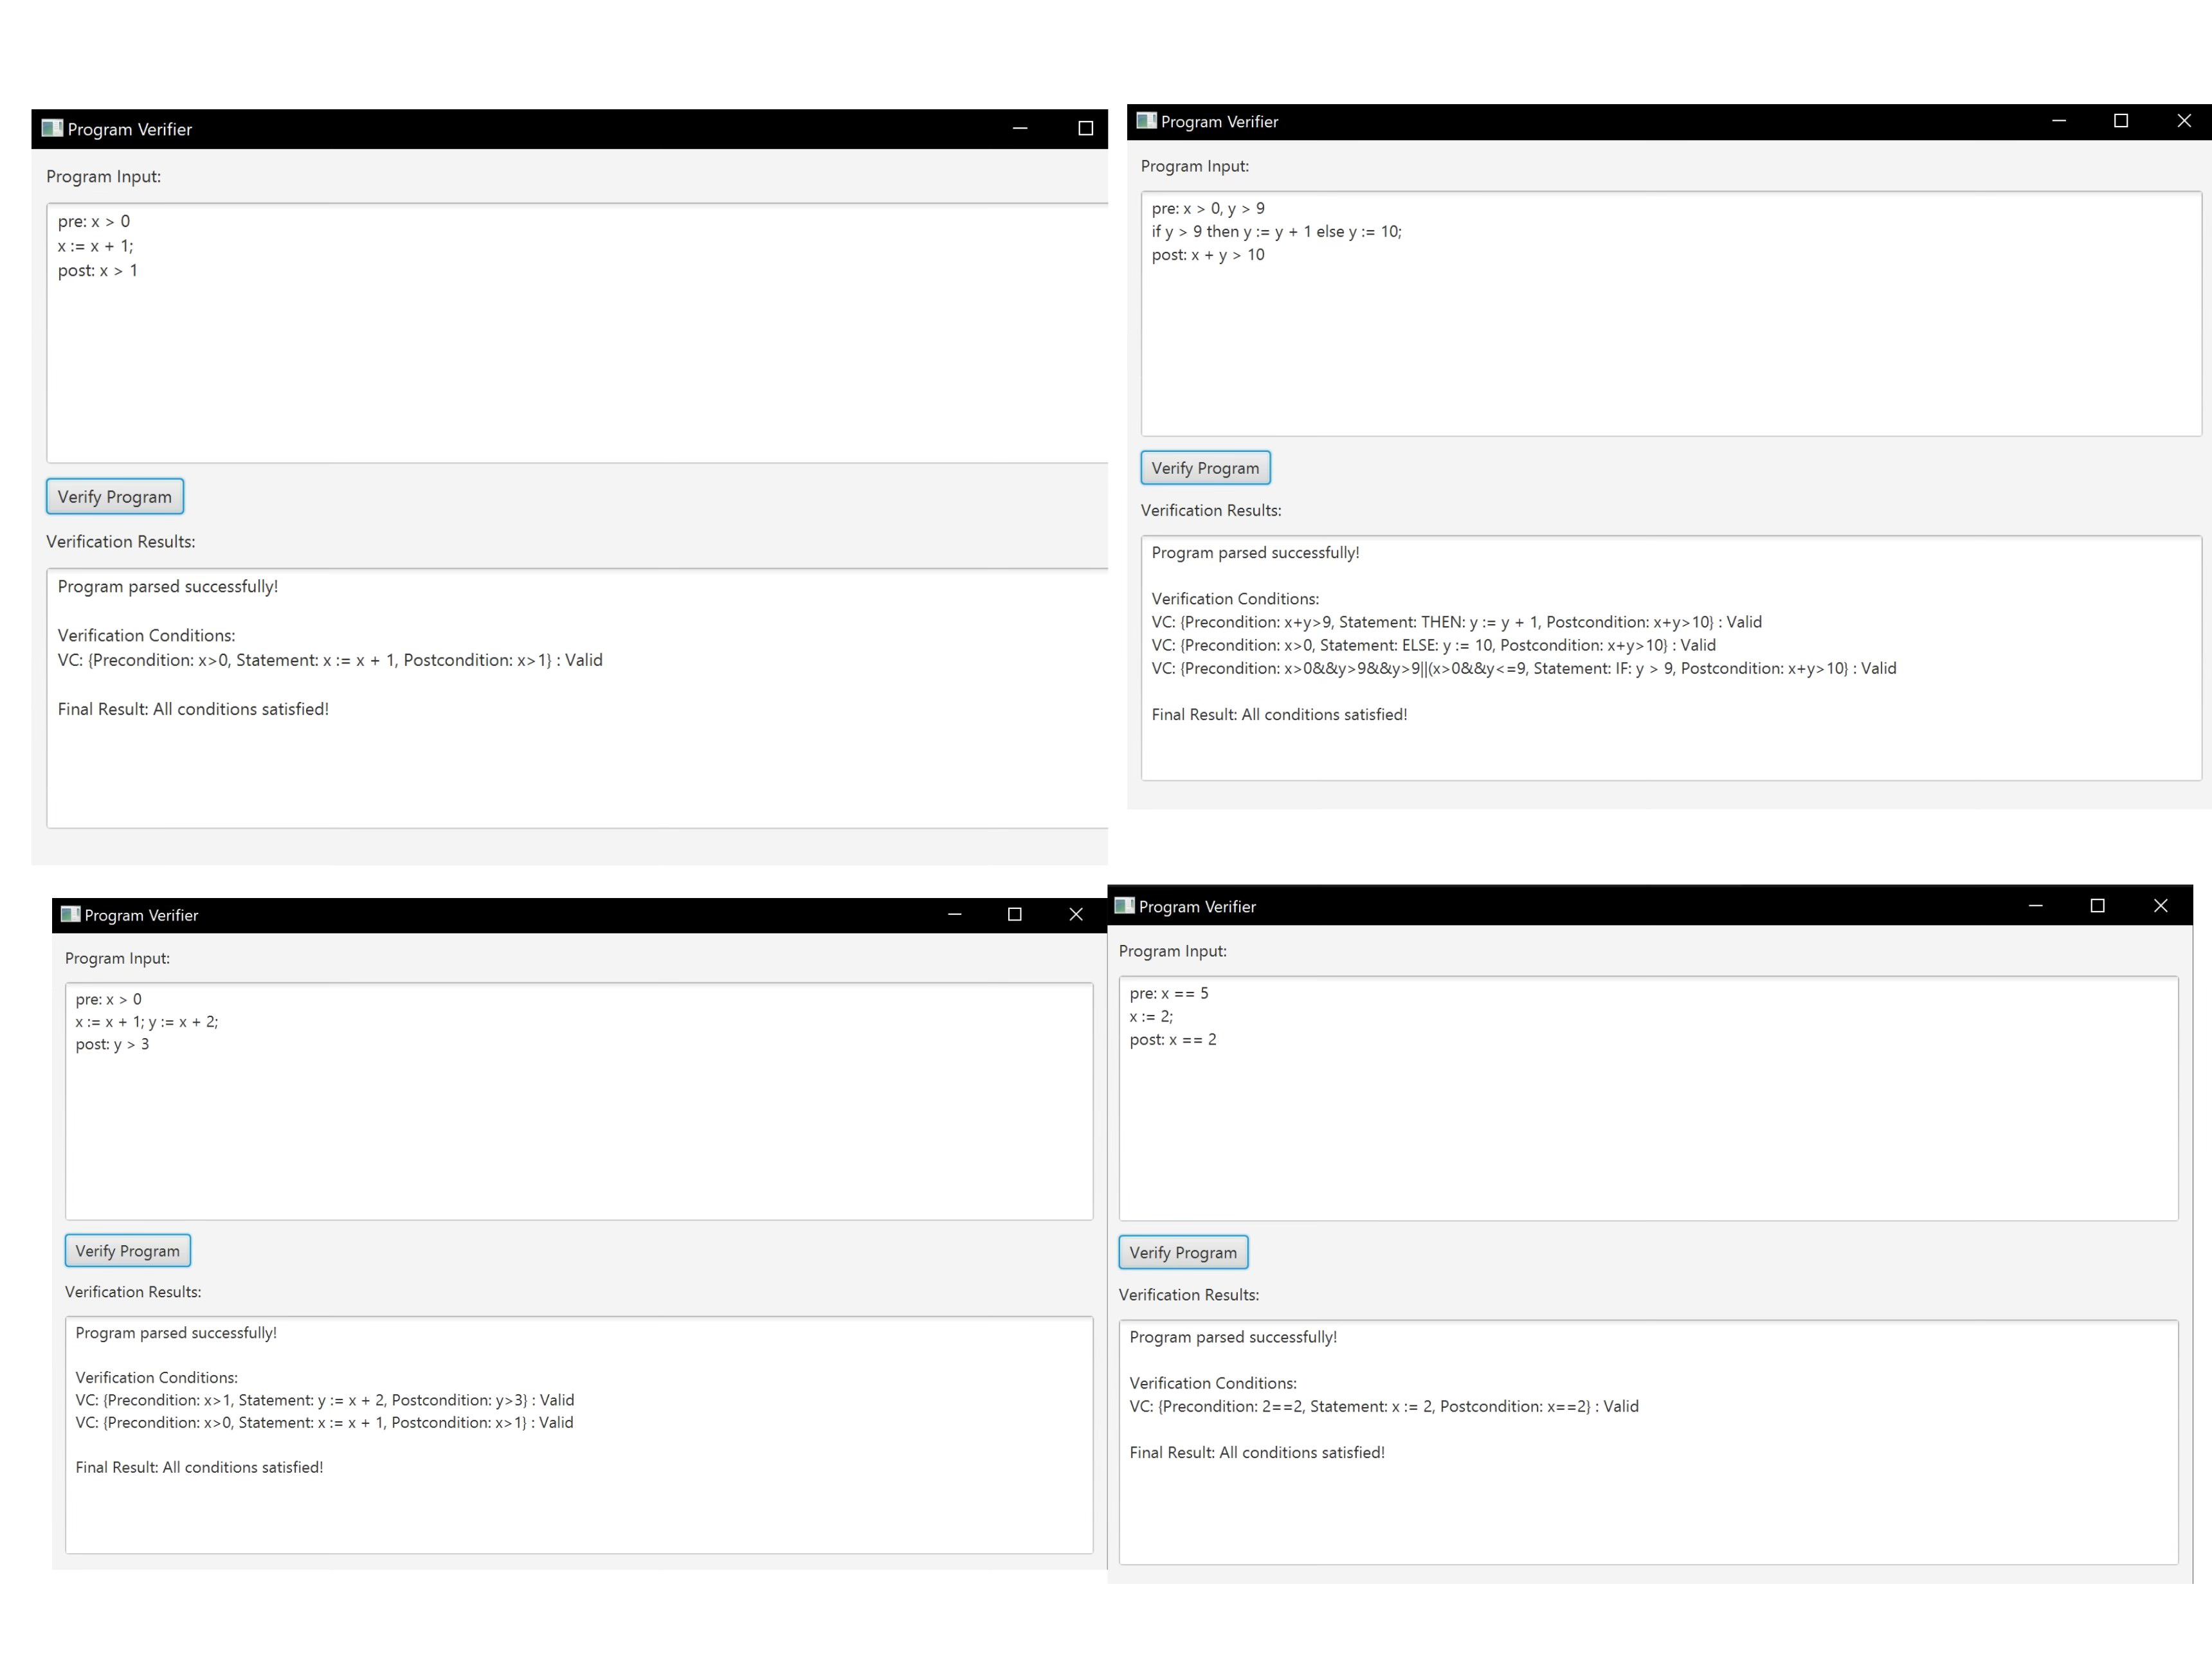 Program Verifier
Program Input:
pre: x > 0
x := x + 1;
post: x > 1
Verify Program
Verification Results:
Program parsed successfully!
Verification Conditions:
VC: {Precondition: x>0, Statement: x := x + 1, Postcondition: x>1} : Valid
Final Result: All conditions satisfied!
Program Verifier
Program Input:
pre: x > 0, y > 9
if y > 9 then y := y + 1 else y := 10;
post: x + y > 10
Verify Program
Verification Results:
Program parsed successfully!
Verification Conditions:
VC: {Precondition: x+y>9, Statement: THEN: y := y + 1, Postcondition: x+y>10} : Valid
VC: {Precondition: x>0, Statement: ELSE: y := 10, Postcondition: x+y>10} : Valid
VC: {Precondition: x>0&&y>9&&y>9||(x>0&&y<=9, Statement: IF: y > 9, Postcondition: x+y>10} : Valid
Final Result: All conditions satisfied!
Program Verifier
Program Input:
pre: x > 0
x := x + 1; y := x + 2;
post: y > 3
Verify Program
Verification Results:
Program parsed successfully!
Verification Conditions:
VC: {Precondition: x>1, Statement: y := x + 2, Postcondition: y>3} : Valid
VC: {Precondition: x>0, Statement: x := x + 1, Postcondition: x>1} : Valid
Final Result: All conditions satisfied!
Program Verifier
Program Input:
pre: x == 5
x := 2;
post: x == 2
Verify Program
Verification Results:
Program parsed successfully!
Verification Conditions:
VC: {Precondition: 2==2, Statement: x := 2, Postcondition: x==2} : Valid
Final Result: All conditions satisfied!